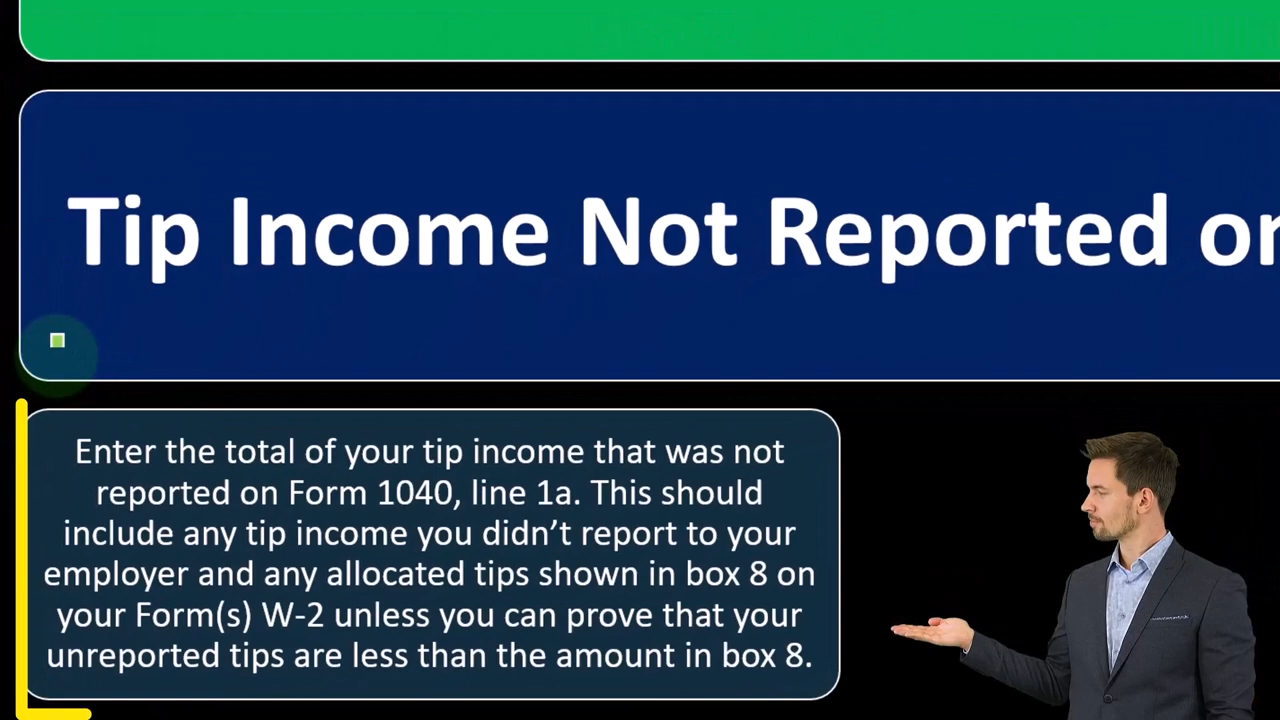 Tip Income Not Reported
Enter the total of your tip income that was not
reported on Form 1040, line 1a. This should
include any tip income you didn’t report to your
employer and any allocated tips shown in box 8 on
your Form(s) W-2 unless you can prove that your
unreported tips are less than the amount in box 8.